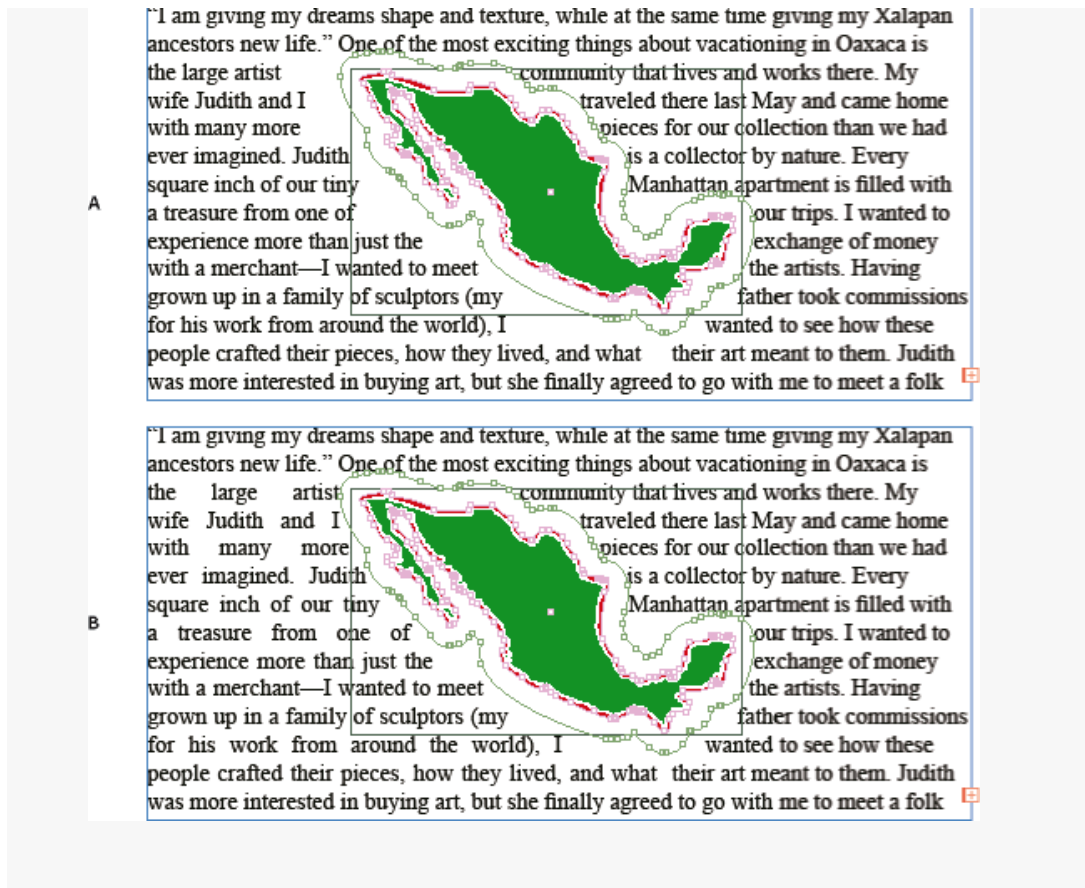 “I am giving my dreams shape and texture, while at the same time giving my Xalapan
ancestors new life.” One of the most exciting things about vacationing in Oaxaca is
the large artist community that lives and works there. My
wife Judith and I traveled there last May and came home
with many more pieces for our collection than we had
ever imagined. Judith is a collector by nature. Every
A
square inch of our tiny Manhattan apartment is filled with
a treasure from one of our trips. I wanted to
experience more than just the exchange of money
with a merchant—I wanted to meet the artists. Having
grown up in a family of sculptors (my father took commissions
for his work from around the world), I wanted to see how these
people crafted their pieces, how they lived, and what their art meant to them. Judith
was more interested in buying art, but she finally agreed to go with me to meet a folk
“I am giving my dreams shape and texture, while at the same time giving my Xalapan
ancestors new life.” One of the most exciting things about vacationing in Oaxaca is
the large artist community that lives and works there. My
wife Judith and I traveled there last May and came home
with many more pieces for our collection than we had
ever imagined. Judith is a collector by nature. Every
B
square inch of our tiny Manhattan apartment is filled with
a treasure from one of our trips. I wanted to
experience more than just the exchange of money
with a merchant—I wanted to meet the artists. Having
grown up in a family of sculptors (my father took commissions
for his work from around the world), I wanted to see how these
people crafted their pieces, how they lived, and what their art meant to them. Judith
was more interested in buying art, but she finally agreed to go with me to meet a folk